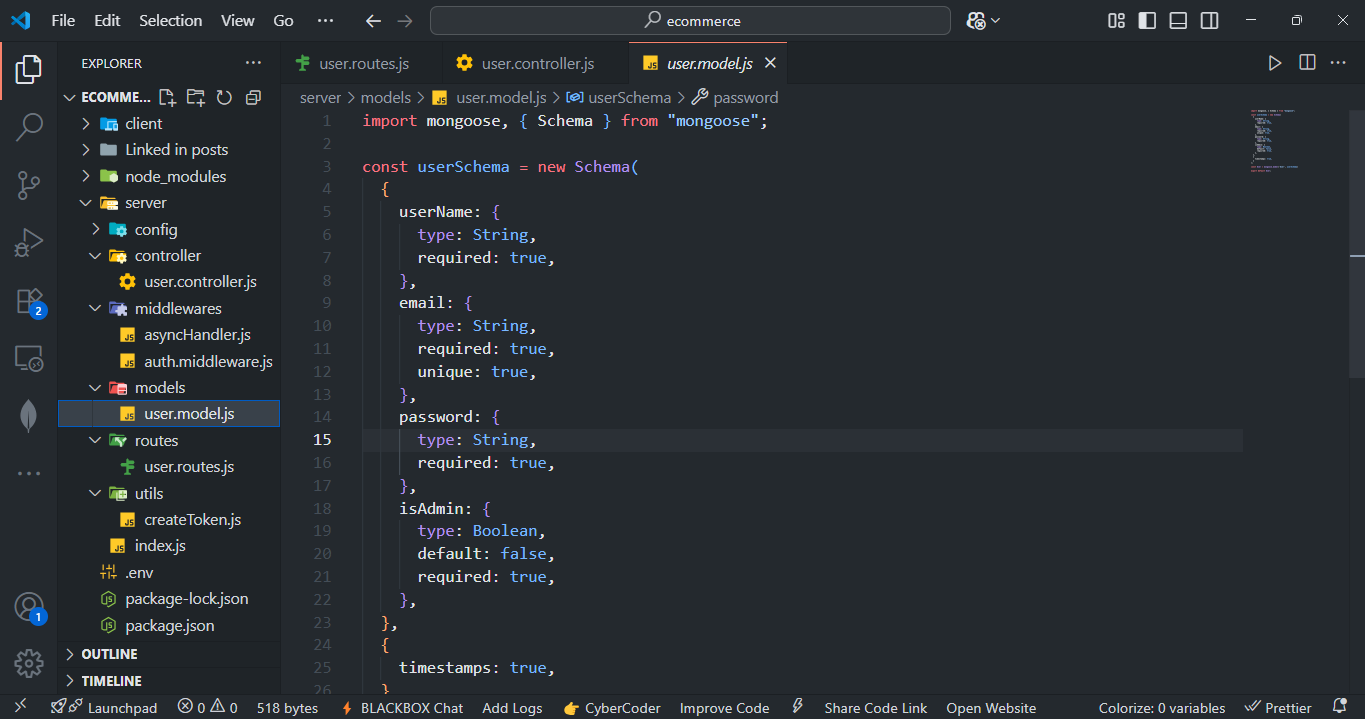 File Edit Selection View Go ··· ecommerce
EXPLORER ···
ECOMME...
client
Linked in posts
node_modules
server
config
controller
user.controller.js
middlewares
asyncHandler.js
auth.middleware.js
models
user.model.js
routes
user.routes.js
utils
createToken.js
index.js
.env
package-lock.json
package.json
OUTLINE
TIMELINE
2
1
user.routes.js user.controller.js user.model.js
server > models > user.model.js > userSchema > password
1 import mongoose, { Schema } from "mongoose";
2
3 const userSchema = new Schema(
4 {
5 userName: {
6 type: String,
7 required: true,
8 },
9 email: {
10 type: String,
11 required: true,
12 unique: true,
13 },
14 password: {
15 type: String,
16 required: true,
17 },
18 isAdmin: {
19 type: Boolean,
20 default: false,
21 required: true,
22 },
23 },
24 {
25 timestamps: true,
26 }
Launchpad 0 0 518 bytes BLACKBOX Chat Add Logs CyberCoder Improve Code Share Code Link Open Website Colorize: 0 variables Prettier